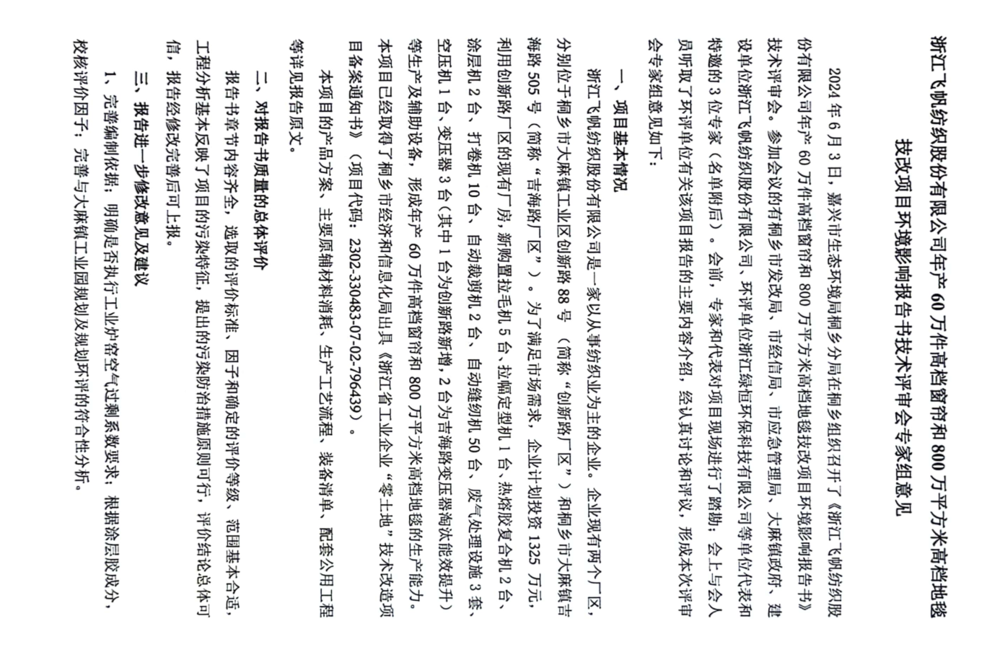 浙江飞帆纺织股份有限公司年产 60 万件高档窗帘和 800 万平方米高档地毯
技改项目环境影响报告书技术评审会专家组意见
2024 年 6 月 3 日，嘉兴市生态环境局桐乡分局在桐乡组织召开了《浙江飞帆纺织股
份有限公司年产 60 万件高档窗帘和 800 万平方米高档地毯技改项目环境影响报告书》
技术评审会。参加会议的有桐乡市发改局、市经信局、市应急管理局、大麻镇政府、建
设单位浙江飞帆纺织股份有限公司、环评单位浙江绿恒环保科技有限公司等单位代表和
特邀的 3 位专家（名单附后）。会前，专家和代表对项目现场进行了踏勘；会上与会人
员听取了环评单位有关该项目报告的主要内容介绍，经认真讨论和评议，形成本次评审
会专家组意见如下：
一、项目基本情况
浙江飞帆纺织股份有限公司是一家以从事纺织业为主的企业。企业现有两个厂区，
分别位于桐乡市大麻镇工业区创新路 88 号（简称“创新路厂区”）和桐乡市大麻镇吉
海路 505 号（简称“吉海路厂区”）。为了满足市场需求，企业计划投资 1325 万元，
利用创新路厂区的现有厂房，新购置拉毛机 5 台、拉幅定型机 1 台、热熔胶复合机 2 台、
涂层机 2 台、打卷机 10 台、自动裁剪机 2 台、自动缝纫机 50 台、废气处理设施 3 套、
空压机 1 台、变压器 3 台（其中 1 台为创新路新增，2 台为吉海路变压器淘汰能效提升）
等生产及辅助设备，形成年产 60 万件高档窗帘和 800 万平方米高档地毯的生产能力。
本项目已经取得了桐乡市经济和信息化局出具《浙江省工业企业“零土地”技术改造项
目备案通知书》（项目代码：2302-330483-07-02-796439）。
本项目的产品方案、主要原辅材料消耗、生产工艺流程、装备清单、配套公用工程
等详见报告原文。
二、对报告书质量的总体评价
报告书章节内容齐全，选取的评价标准、因子和确定的评价等级、范围基本合适，
工程分析基本反映了项目的污染特征，提出的污染防治措施原则可行，评价结论总体可
信，报告经修改完善后可上报。
三、报告进一步修改意见及建议
1、完善编制依据；明确是否执行工业炉窑空气过剩系数要求；根据涂层胶成分，
校核评价因子；完善与大麻镇工业园规划及规划环评的符合性分析。